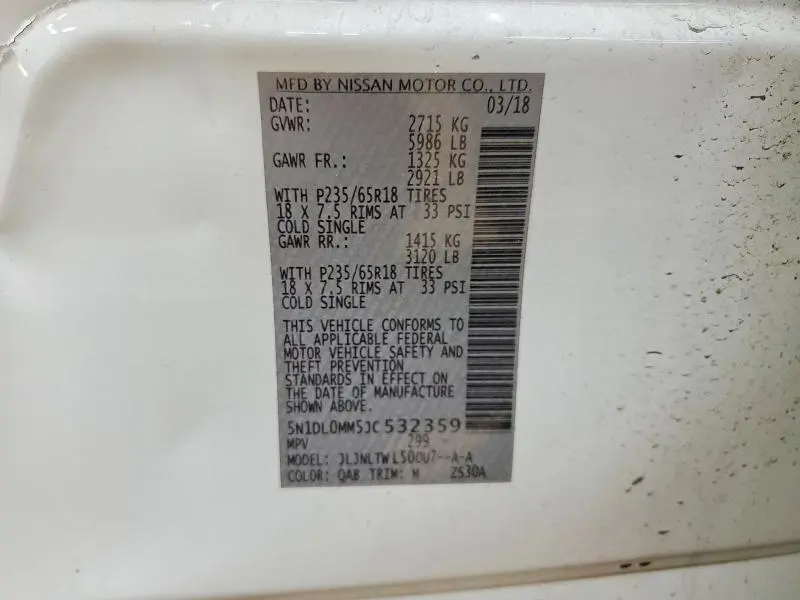 MFD BY NISSAN MOTOR CO., LTD.
DATE: 03/18
GVWR: 2715 KG
5986 LB
GAWR FR.: 1325 KG
2921 LB
WITH P235/65R18 TIRES
18 X 7.5 RIMS AT 33 PSI
COLD SINGLE
GAWR RR.: 1415 KG
3120 LB
WITH P235/65R18 TIRES
18 X 7.5 RIMS AT 33 PSI
COLD SINGLE
THIS VEHICLE CONFORMS TO
ALL APPLICABLE FEDERAL
MOTOR VEHICLE SAFETY AND
THEFT PREVENTION
STANDARDS IN EFFECT ON
THE DATE OF MANUFACTURE
SHOWN ABOVE.
5N1DL0MM5JC532359
MPV 299
MODEL:
COLOR: QAB TRIM: M ZS30A